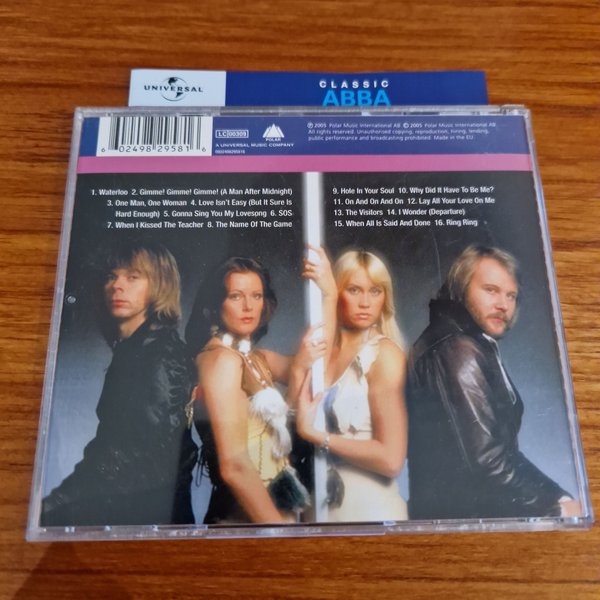 UNIVERSAL
CLASSIC
ABBA
6 02498 29581 6
LC 00309
POLAR
A UNIVERSAL MUSIC COMPANY
℗ 2005 Polar Music International AB © 2005 Polar Music International AB
All rights reserved. Unauthorised copying, reproduction, hiring, lending,
public performance and broadcasting prohibited. Made in the EU.
1. Waterloo 2. Gimme! Gimme! Gimme! (A Man After Midnight)
3. One Man, One Woman 4. Love Isn't Easy (But It Sure Is
Hard Enough) 5. Gonna Sing You My Lovesong 6. SOS
7. When I Kissed The Teacher 8. The Name Of The Game
9. Hole In Your Soul 10. Why Did It Have To Be Me?
11. On And On And On 12. Lay All Your Love On Me
13. The Visitors 14. I Wonder (Departure)
15. When All Is Said And Done 16. Ring Ring